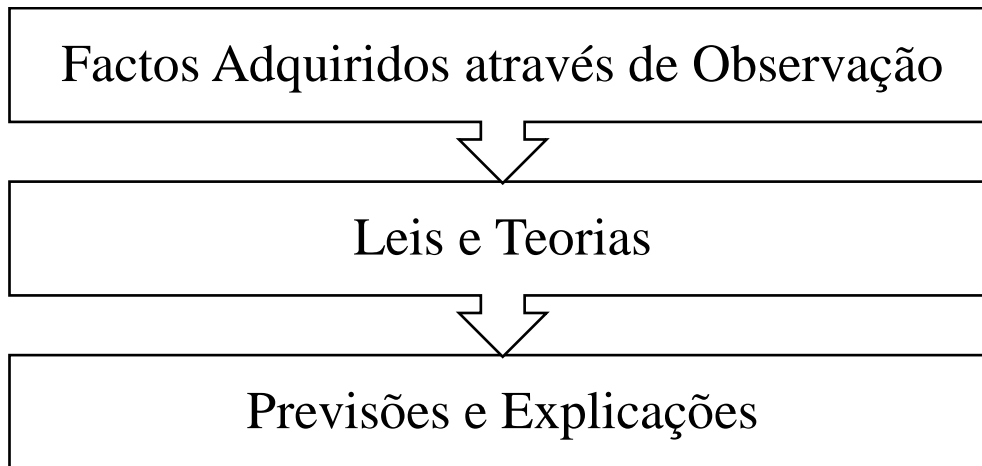 Factos Adquiridos através de Observação
Leis e Teorias
Previsões e Explicações